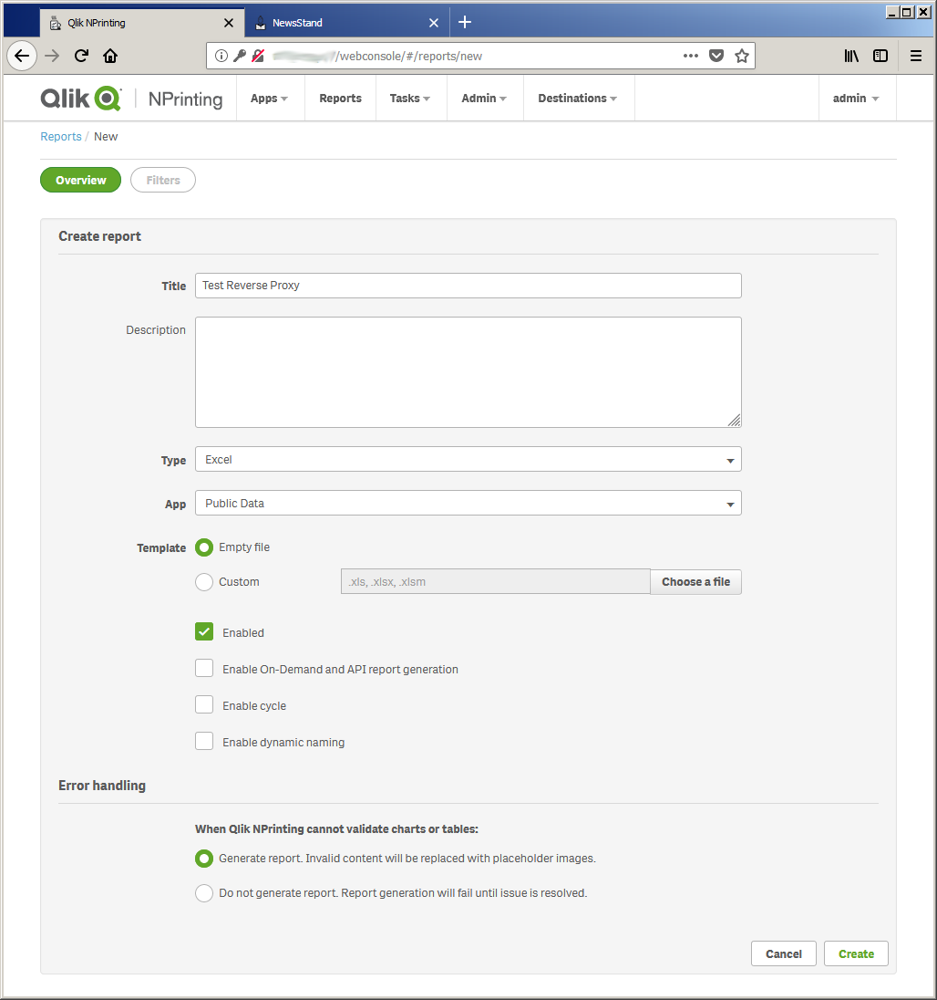 Qlik NPrinting
NewsStand
/webconsole/#/reports/new
Qlik NPrinting
Apps
Reports
Tasks
Admin
Destinations
admin
Reports / New
Overview
Filters
Create report
Title
Test Reverse Proxy
Description
Type
Excel
App
Public Data
Template
Empty file
Custom
.xls, .xlsx, .xlsm
Choose a file
Enabled
Enable On-Demand and API report generation
Enable cycle
Enable dynamic naming
Error handling
When Qlik NPrinting cannot validate charts or tables:
Generate report. Invalid content will be replaced with placeholder images.
Do not generate report. Report generation will fail until issue is resolved.
Cancel
Create